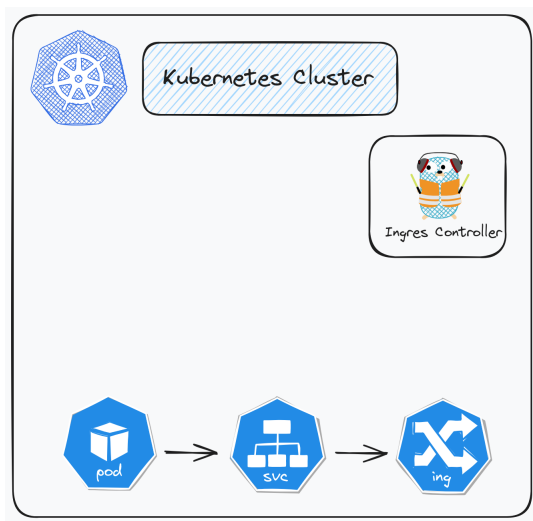 Kubernetes Cluster
Ingres Controller
pod
svc
ing